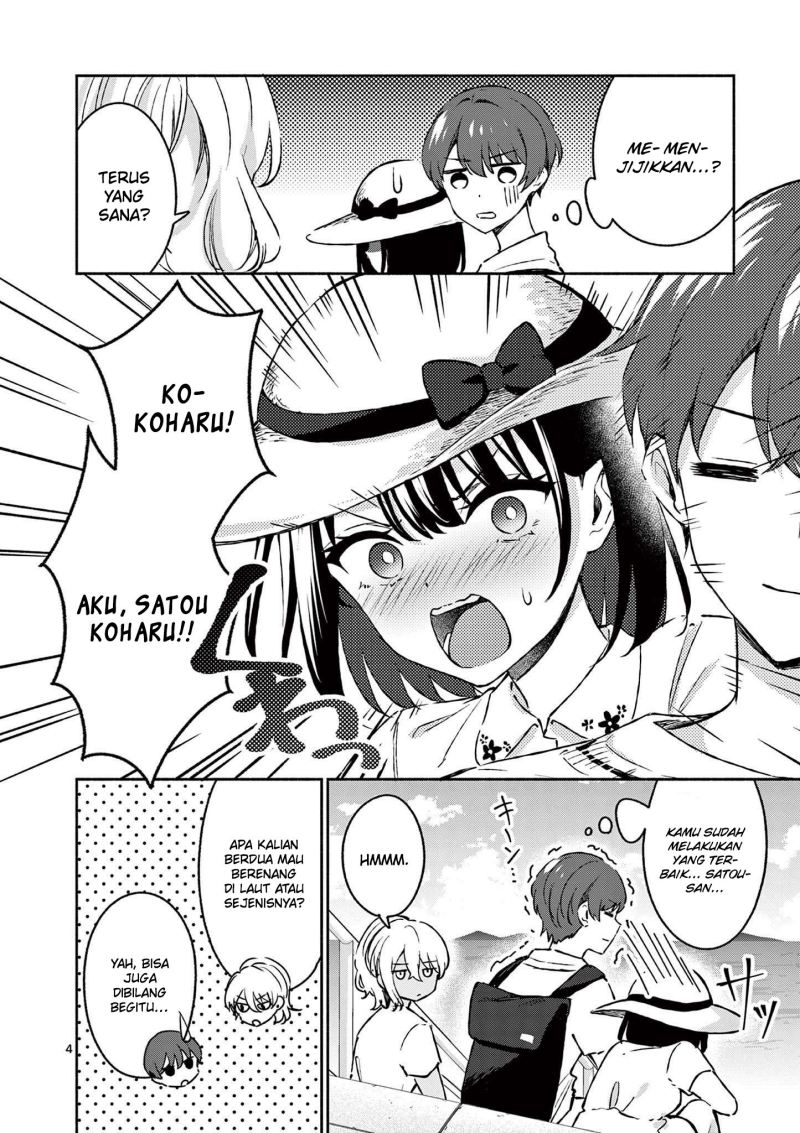 ME- MEN-
JIJIKKAN...?
TERUS
YANG
SANA?
KO-
KOHARU!
AKU, SATOU
KOHARU!!
KAMU SUDAH
MELAKUKAN
YANG TER-
BAIK... SATOU-
SAN...
HMMM.
APA KALIAN
BERDUA MAU
BERENANG
DI LAUT ATAU
SEJENISNYA?
YAH, BISA
JUGA
DIBILANG
BEGITU...
4